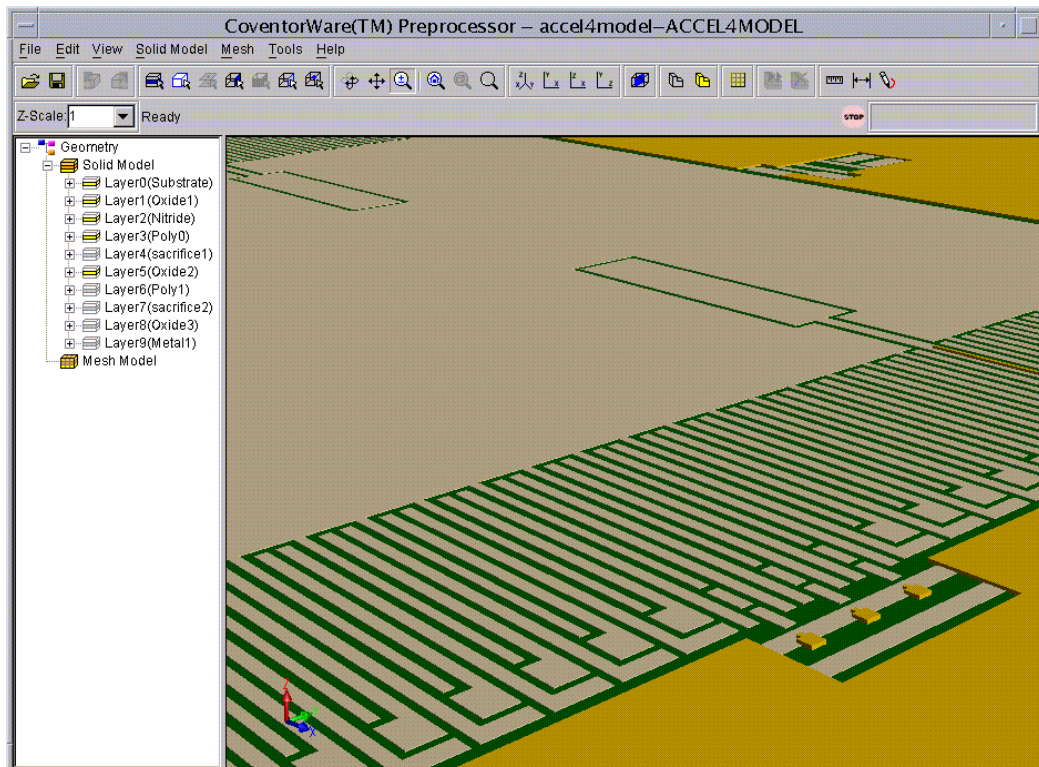 CoventorWare(TM) Preprocessor – accel4model–ACCEL4MODEL
File Edit View Solid Model Mesh Tools Help
Z-Scale: 1 Ready STOP
Geometry
Solid Model
Layer0(Substrate)
Layer1(Oxide1)
Layer2(Nitride)
Layer3(Poly0)
Layer4(sacrifice1)
Layer5(Oxide2)
Layer6(Poly1)
Layer7(sacrifice2)
Layer8(Oxide3)
Layer9(Metal1)
Mesh Model
Z
X